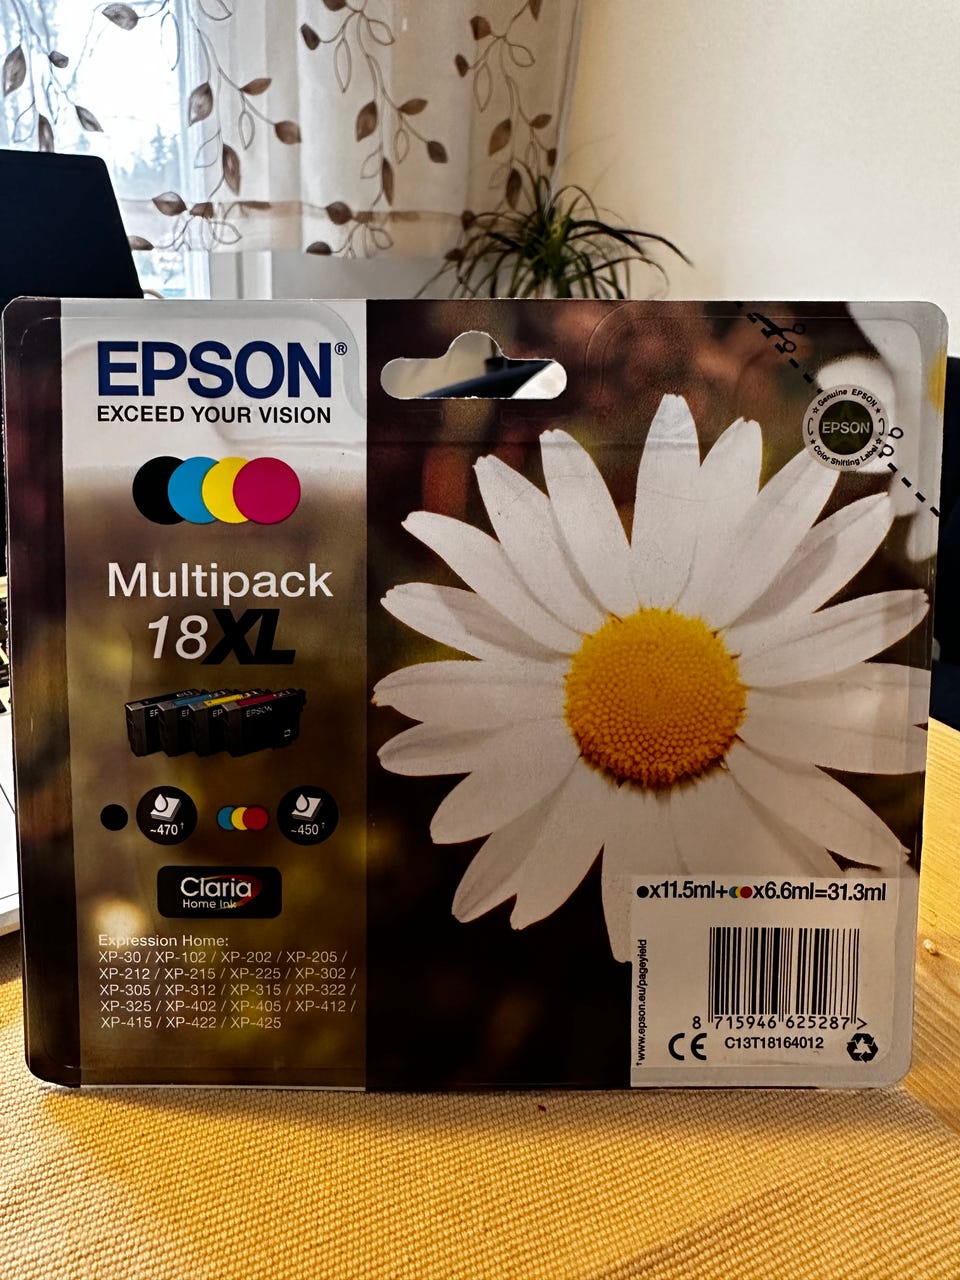 EPSON®
EXCEED YOUR VISION
Genuine EPSON
EPSON
Color Shifting Label
Multipack
18XL
EPSON
~470†
~450†
Claria
Home Ink
Expression Home:
XP-30 / XP-102 / XP-202 / XP-205 /
XP-212 / XP-215 / XP-225 / XP-302 /
XP-305 / XP-312 / XP-315 / XP-322 /
XP-325 / XP-402 / XP-405 / XP-412 /
XP-415 / XP-422 / XP-425
x11.5ml+x6.6ml=31.3ml
†www.epson.eu/pageyield
8 715946 625287 >
CE C13T18164012